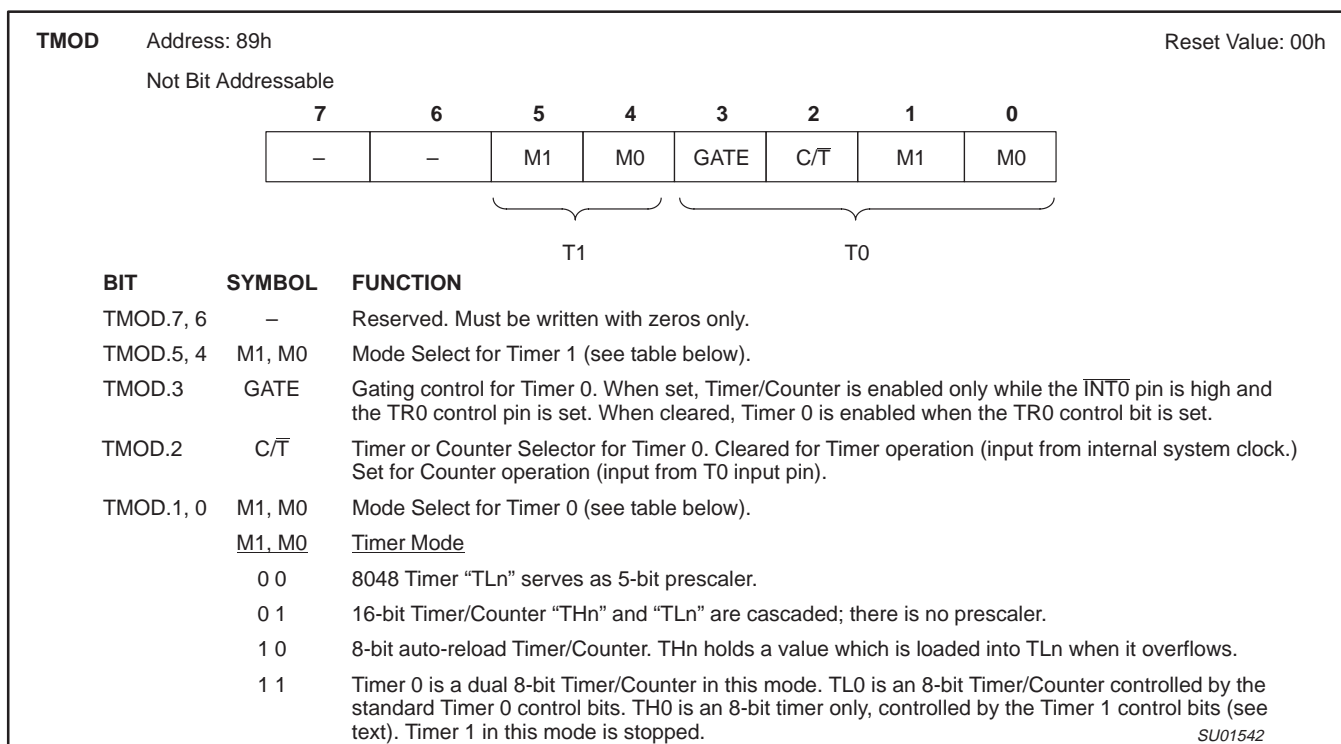 TMOD Address: 89h Reset Value: 00h
Not Bit Addressable
7 6 5 4 3 2 1 0
– – M1 M0 GATE C/T̅ M1 M0
T1 T0
BIT SYMBOL FUNCTION
TMOD.7, 6 – Reserved. Must be written with zeros only.
TMOD.5, 4 M1, M0 Mode Select for Timer 1 (see table below).
TMOD.3 GATE Gating control for Timer 0. When set, Timer/Counter is enabled only while the I̅N̅T̅0̅ pin is high and
the TR0 control pin is set. When cleared, Timer 0 is enabled when the TR0 control bit is set.
TMOD.2 C/T̅ Timer or Counter Selector for Timer 0. Cleared for Timer operation (input from internal system clock.)
Set for Counter operation (input from T0 input pin).
TMOD.1, 0 M1, M0 Mode Select for Timer 0 (see table below).
M1, M0 Timer Mode
0 0 8048 Timer “TLn” serves as 5-bit prescaler.
0 1 16-bit Timer/Counter “THn” and “TLn” are cascaded; there is no prescaler.
1 0 8-bit auto-reload Timer/Counter. THn holds a value which is loaded into TLn when it overflows.
1 1 Timer 0 is a dual 8-bit Timer/Counter in this mode. TL0 is an 8-bit Timer/Counter controlled by the
standard Timer 0 control bits. TH0 is an 8-bit timer only, controlled by the Timer 1 control bits (see
text). Timer 1 in this mode is stopped.
SU01542